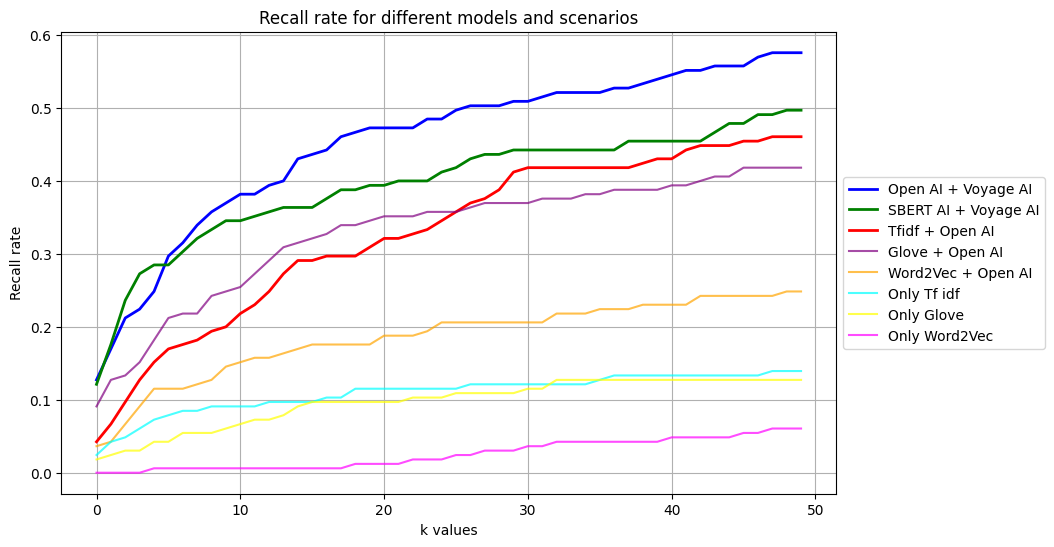 Recall rate for different models and scenarios
Recall rate
0.6
0.5
0.4
0.3
0.2
0.1
0.0
0 10 20 30 40 50
k values
Open AI + Voyage AI
SBERT AI + Voyage AI
Tfidf + Open AI
Glove + Open AI
Word2Vec + Open AI
Only Tf idf
Only Glove
Only Word2Vec